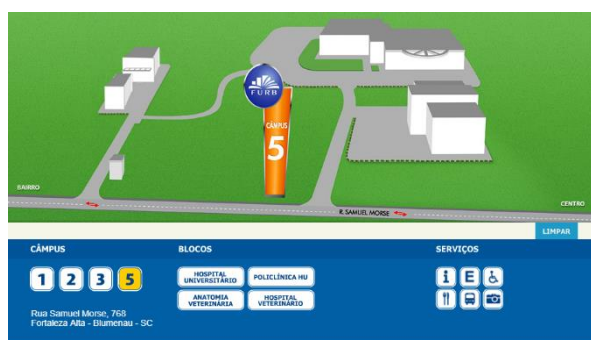 FURB
CÂMPUS
5
BAIRRO
R. SAMUEL MORSE
CENTRO
LIMPAR
CÂMPUS
BLOCOS
SERVIÇOS
1 2 3 5
HOSPITAL
UNIVERSITÁRIO
POLICLÍNICA HU
ANATOMIA
VETERINÁRIA
HOSPITAL
VETERINÁRIO
i E
Rua Samuel Morse, 768
Fortaleza Alta - Blumenau - SC